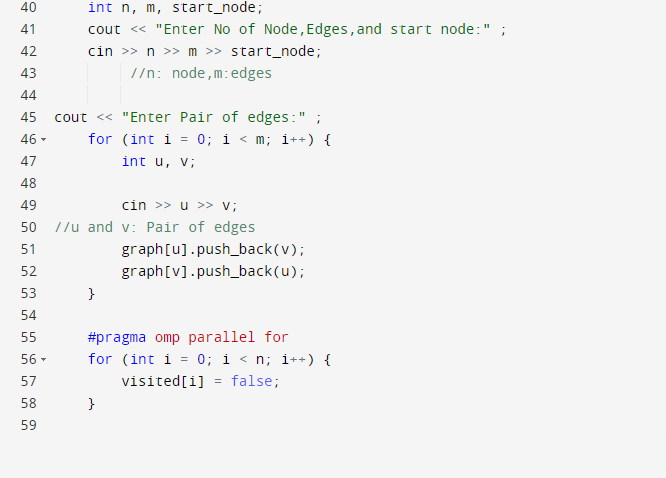 40 int n, m, start_node;
41 cout << "Enter No of Node,Edges,and start node:" ;
42 cin >> n >> m >> start_node;
43 //n: node,m:edges
44
45 cout << "Enter Pair of edges:" ;
46 for (int i = 0; i < m; i++) {
47 int u, v;
48
49 cin >> u >> v;
50 //u and v: Pair of edges
51 graph[u].push_back(v);
52 graph[v].push_back(u);
53 }
54
55 #pragma omp parallel for
56 for (int i = 0; i < n; i++) {
57 visited[i] = false;
58 }
59